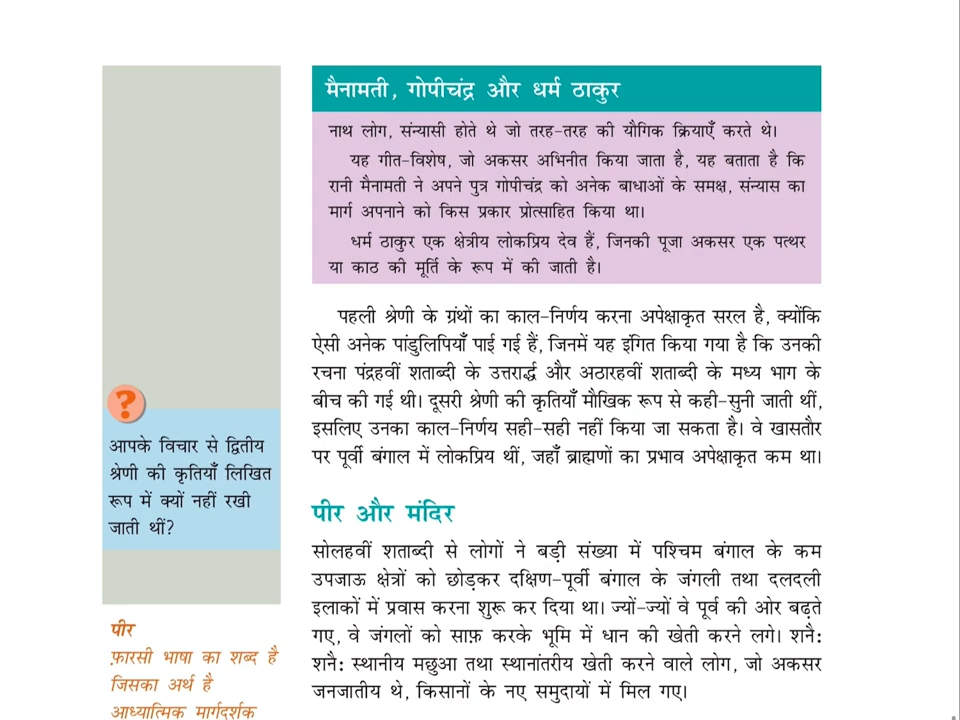 मैनामती, गोपीचंद्र और धर्म ठाकुर
नाथ लोग, संन्यासी होते थे जो तरह-तरह की यौगिक क्रियाएँ करते थे।
यह गीत-विशेष, जो अकसर अभिनीत किया जाता है, यह बताता है कि
रानी मैनामती ने अपने पुत्र गोपीचंद्र को अनेक बाधाओं के समक्ष, संन्यास का
मार्ग अपनाने को किस प्रकार प्रोत्साहित किया था।
धर्म ठाकुर एक क्षेत्रीय लोकप्रिय देव हैं, जिनकी पूजा अकसर एक पत्थर
या काठ की मूर्ति के रूप में की जाती है।
पहली श्रेणी के ग्रंथों का काल-निर्णय करना अपेक्षाकृत सरल है, क्योंकि
ऐसी अनेक पांडुलिपियाँ पाई गई हैं, जिनमें यह इंगित किया गया है कि उनकी
रचना पंद्रहवीं शताब्दी के उत्तरार्द्ध और अठारहवीं शताब्दी के मध्य भाग के
बीच की गई थी। दूसरी श्रेणी की कृतियाँ मौखिक रूप से कही-सुनी जाती थीं,
इसलिए उनका काल-निर्णय सही-सही नहीं किया जा सकता है। वे खासतौर
पर पूर्वी बंगाल में लोकप्रिय थीं, जहाँ ब्राह्मणों का प्रभाव अपेक्षाकृत कम था।
?
आपके विचार से द्वितीय
श्रेणी की कृतियाँ लिखित
रूप में क्यों नहीं रखी
जाती थीं?
पीर और मंदिर
सोलहवीं शताब्दी से लोगों ने बड़ी संख्या में पश्चिम बंगाल के कम
उपजाऊ क्षेत्रों को छोड़कर दक्षिण-पूर्वी बंगाल के जंगली तथा दलदली
इलाकों में प्रवास करना शुरू कर दिया था। ज्यों-ज्यों वे पूर्व की ओर बढ़ते
गए, वे जंगलों को साफ़ करके भूमि में धान की खेती करने लगे। शनै:
शनै: स्थानीय मछुआ तथा स्थानांतरीय खेती करने वाले लोग, जो अकसर
जनजातीय थे, किसानों के नए समुदायों में मिल गए।
पीर
फ़ारसी भाषा का शब्द है
जिसका अर्थ है
आध्यात्मिक मार्गदर्शक